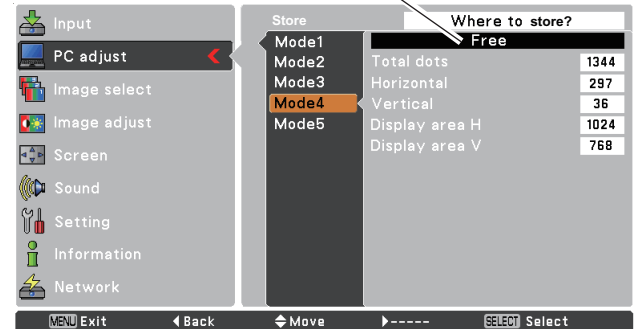 Input
PC adjust
Image select
Image adjust
Screen
Sound
Setting
Information
Network
Store
Mode1
Mode2
Mode3
Mode4
Mode5
Where to store?
Free
Total dots 1344
Horizontal 297
Vertical 36
Display area H 1024
Display area V 768
MENU Exit Back Move ----- SELECT Select